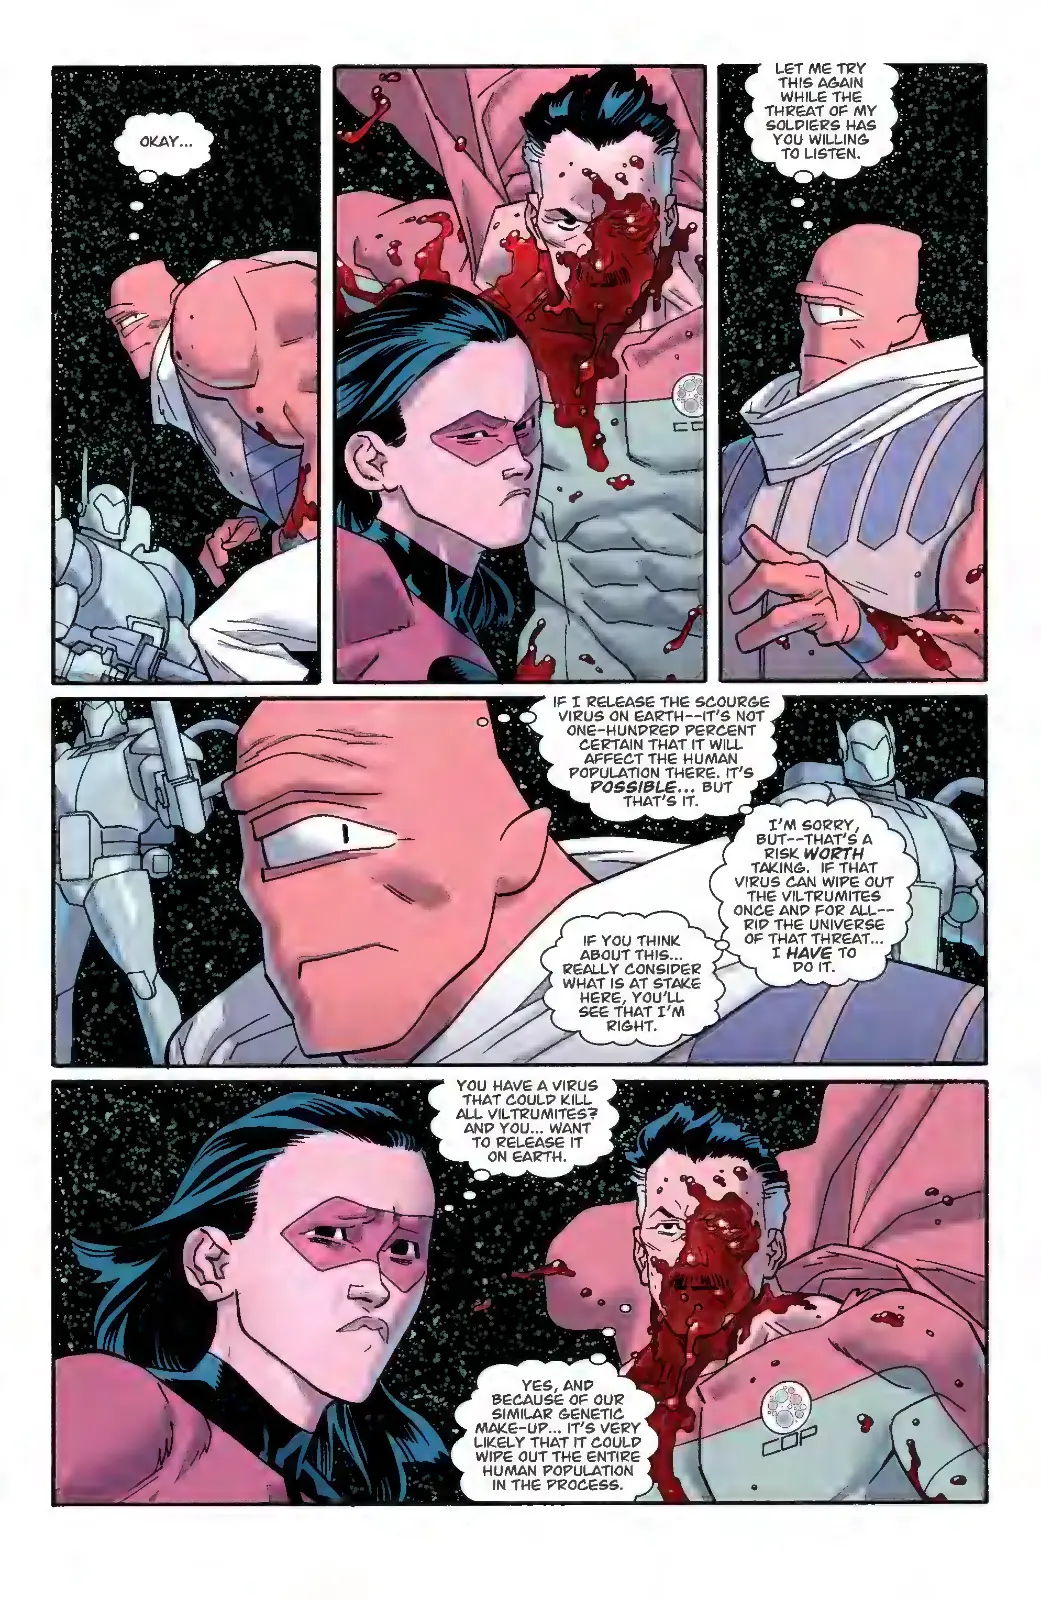 OKAY...
LET ME TRY
THIS AGAIN
WHILE THE
THREAT OF MY
SOLDIERS HAS
YOU WILLING
TO LISTEN.
IF I RELEASE THE SCOURGE
VIRUS ON EARTH--IT'S NOT
ONE-HUNDRED PERCENT
CERTAIN THAT IT WILL
AFFECT THE HUMAN
POPULATION THERE. IT'S
POSSIBLE... BUT
THAT'S IT.
I'M SORRY,
BUT--THAT'S A
RISK WORTH
TAKING. IF THAT
VIRUS CAN WIPE OUT
THE VILTRUMITES
ONCE AND FOR ALL--
RID THE UNIVERSE
OF THAT THREAT...
I HAVE TO
DO IT.
IF YOU THINK
ABOUT THIS...
REALLY CONSIDER
WHAT IS AT STAKE
HERE, YOU'LL
SEE THAT I'M
RIGHT.
YOU HAVE A VIRUS
THAT COULD KILL
ALL VILTRUMITES?
AND YOU... WANT
TO RELEASE IT
ON EARTH.
YES, AND
BECAUSE OF OUR
SIMILAR GENETIC
MAKE-UP... IT'S VERY
LIKELY THAT IT COULD
WIPE OUT THE ENTIRE
HUMAN POPULATION
IN THE PROCESS.
COP